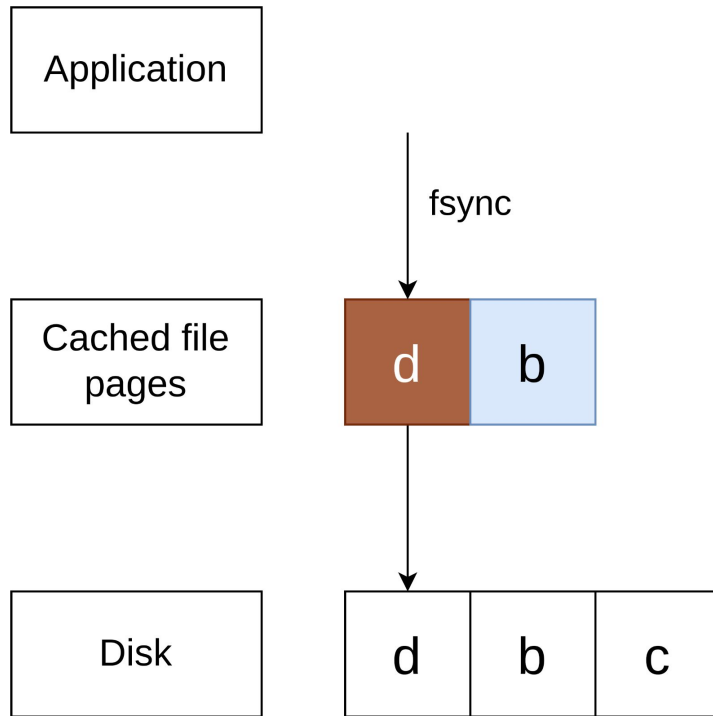 Application
fsync
Cached file
pages
d b
Disk
d b c